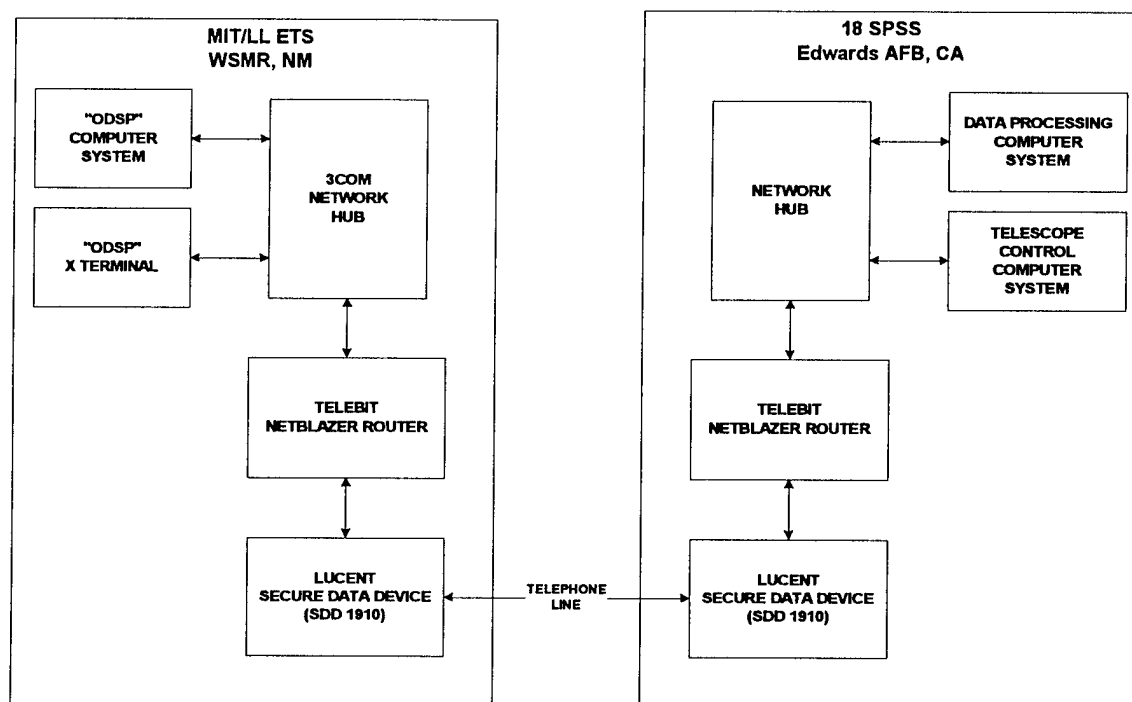 MIT/LL ETS
WSMR, NM
"ODSP"
COMPUTER
SYSTEM
3COM
NETWORK
HUB
"ODSP"
X TERMINAL
TELEBIT
NETBLAZER ROUTER
LUCENT
SECURE DATA DEVICE
(SDD 1910)
TELEPHONE
LINE
18 SPSS
Edwards AFB, CA
NETWORK
HUB
DATA PROCESSING
COMPUTER
SYSTEM
TELESCOPE
CONTROL
COMPUTER
SYSTEM
TELEBIT
NETBLAZER ROUTER
LUCENT
SECURE DATA DEVICE
(SDD 1910)